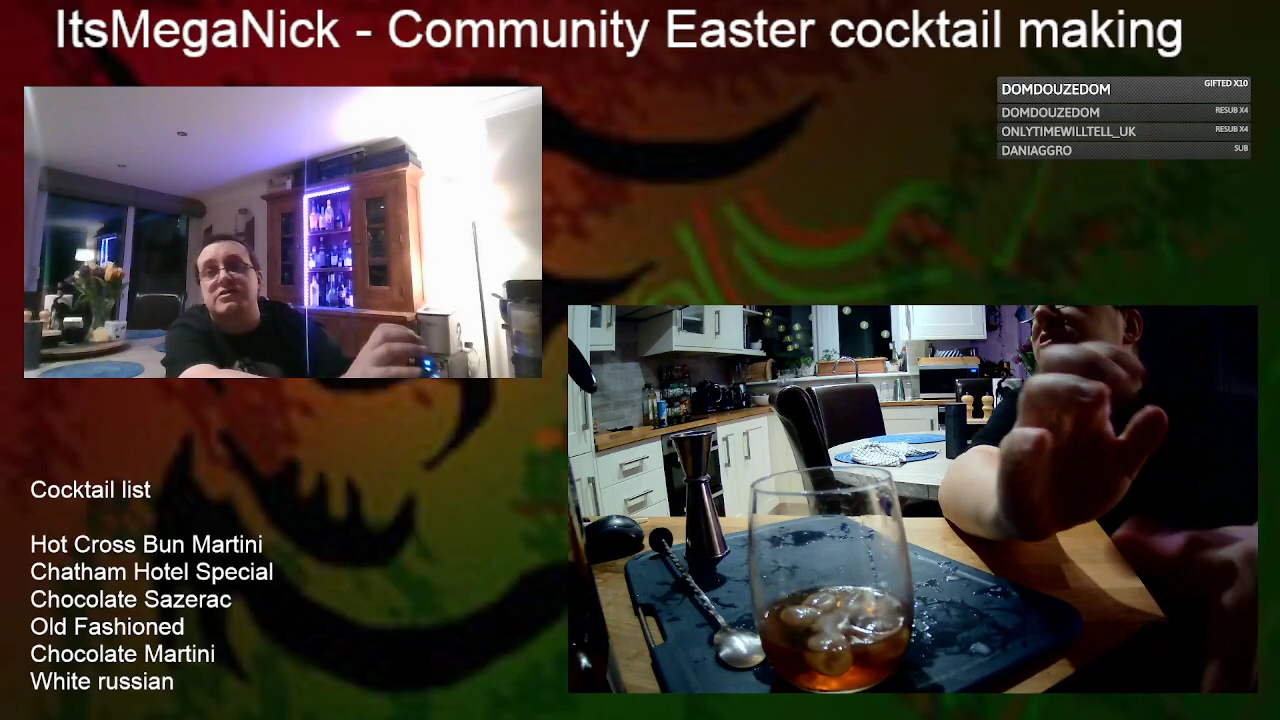 ItsMegaNick - Community Easter cocktail making
DOMDOUZEDOM GIFTED X10
DOMDOUZEDOM RESUB X4
ONLYTIMEWILLTELL_UK RESUB X4
DANIAGGRO SUB
Cocktail list
Hot Cross Bun Martini
Chatham Hotel Special
Chocolate Sazerac
Old Fashioned
Chocolate Martini
White russian